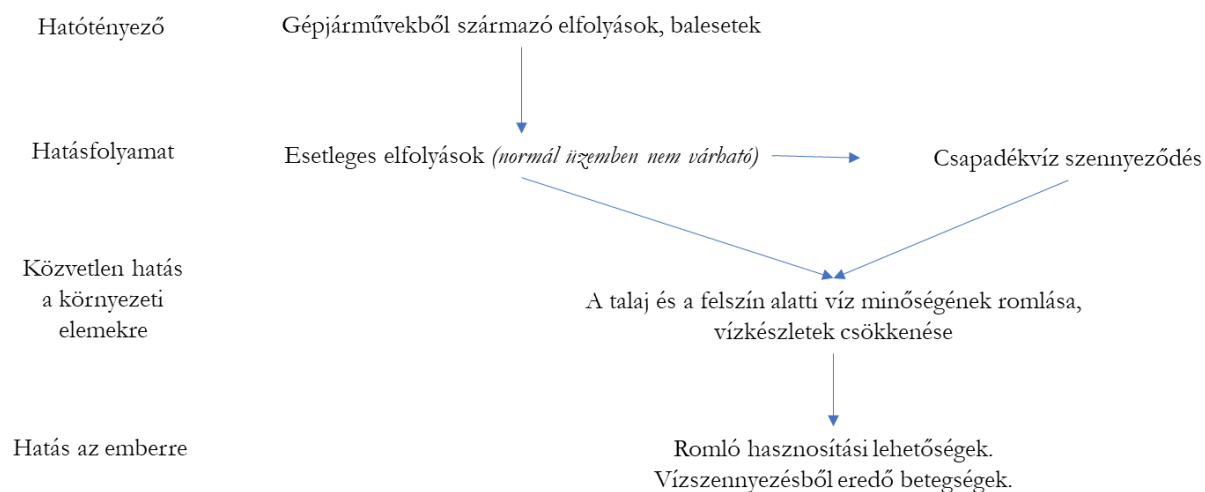 Hatótényező
Gépjárművekből származó elfolyások, balesetek
Hatásfolyamat
Esetleges elfolyások (normál üzemben nem várható)
Csapadékvíz szennyeződés
Közvetlen hatás
a környezeti
elemekre
A talaj és a felszín alatti víz minőségének romlása,
vízkészletek csökkenése
Hatás az emberre
Romló hasznosítási lehetőségek.
Vízszennyezésből eredő betegségek.